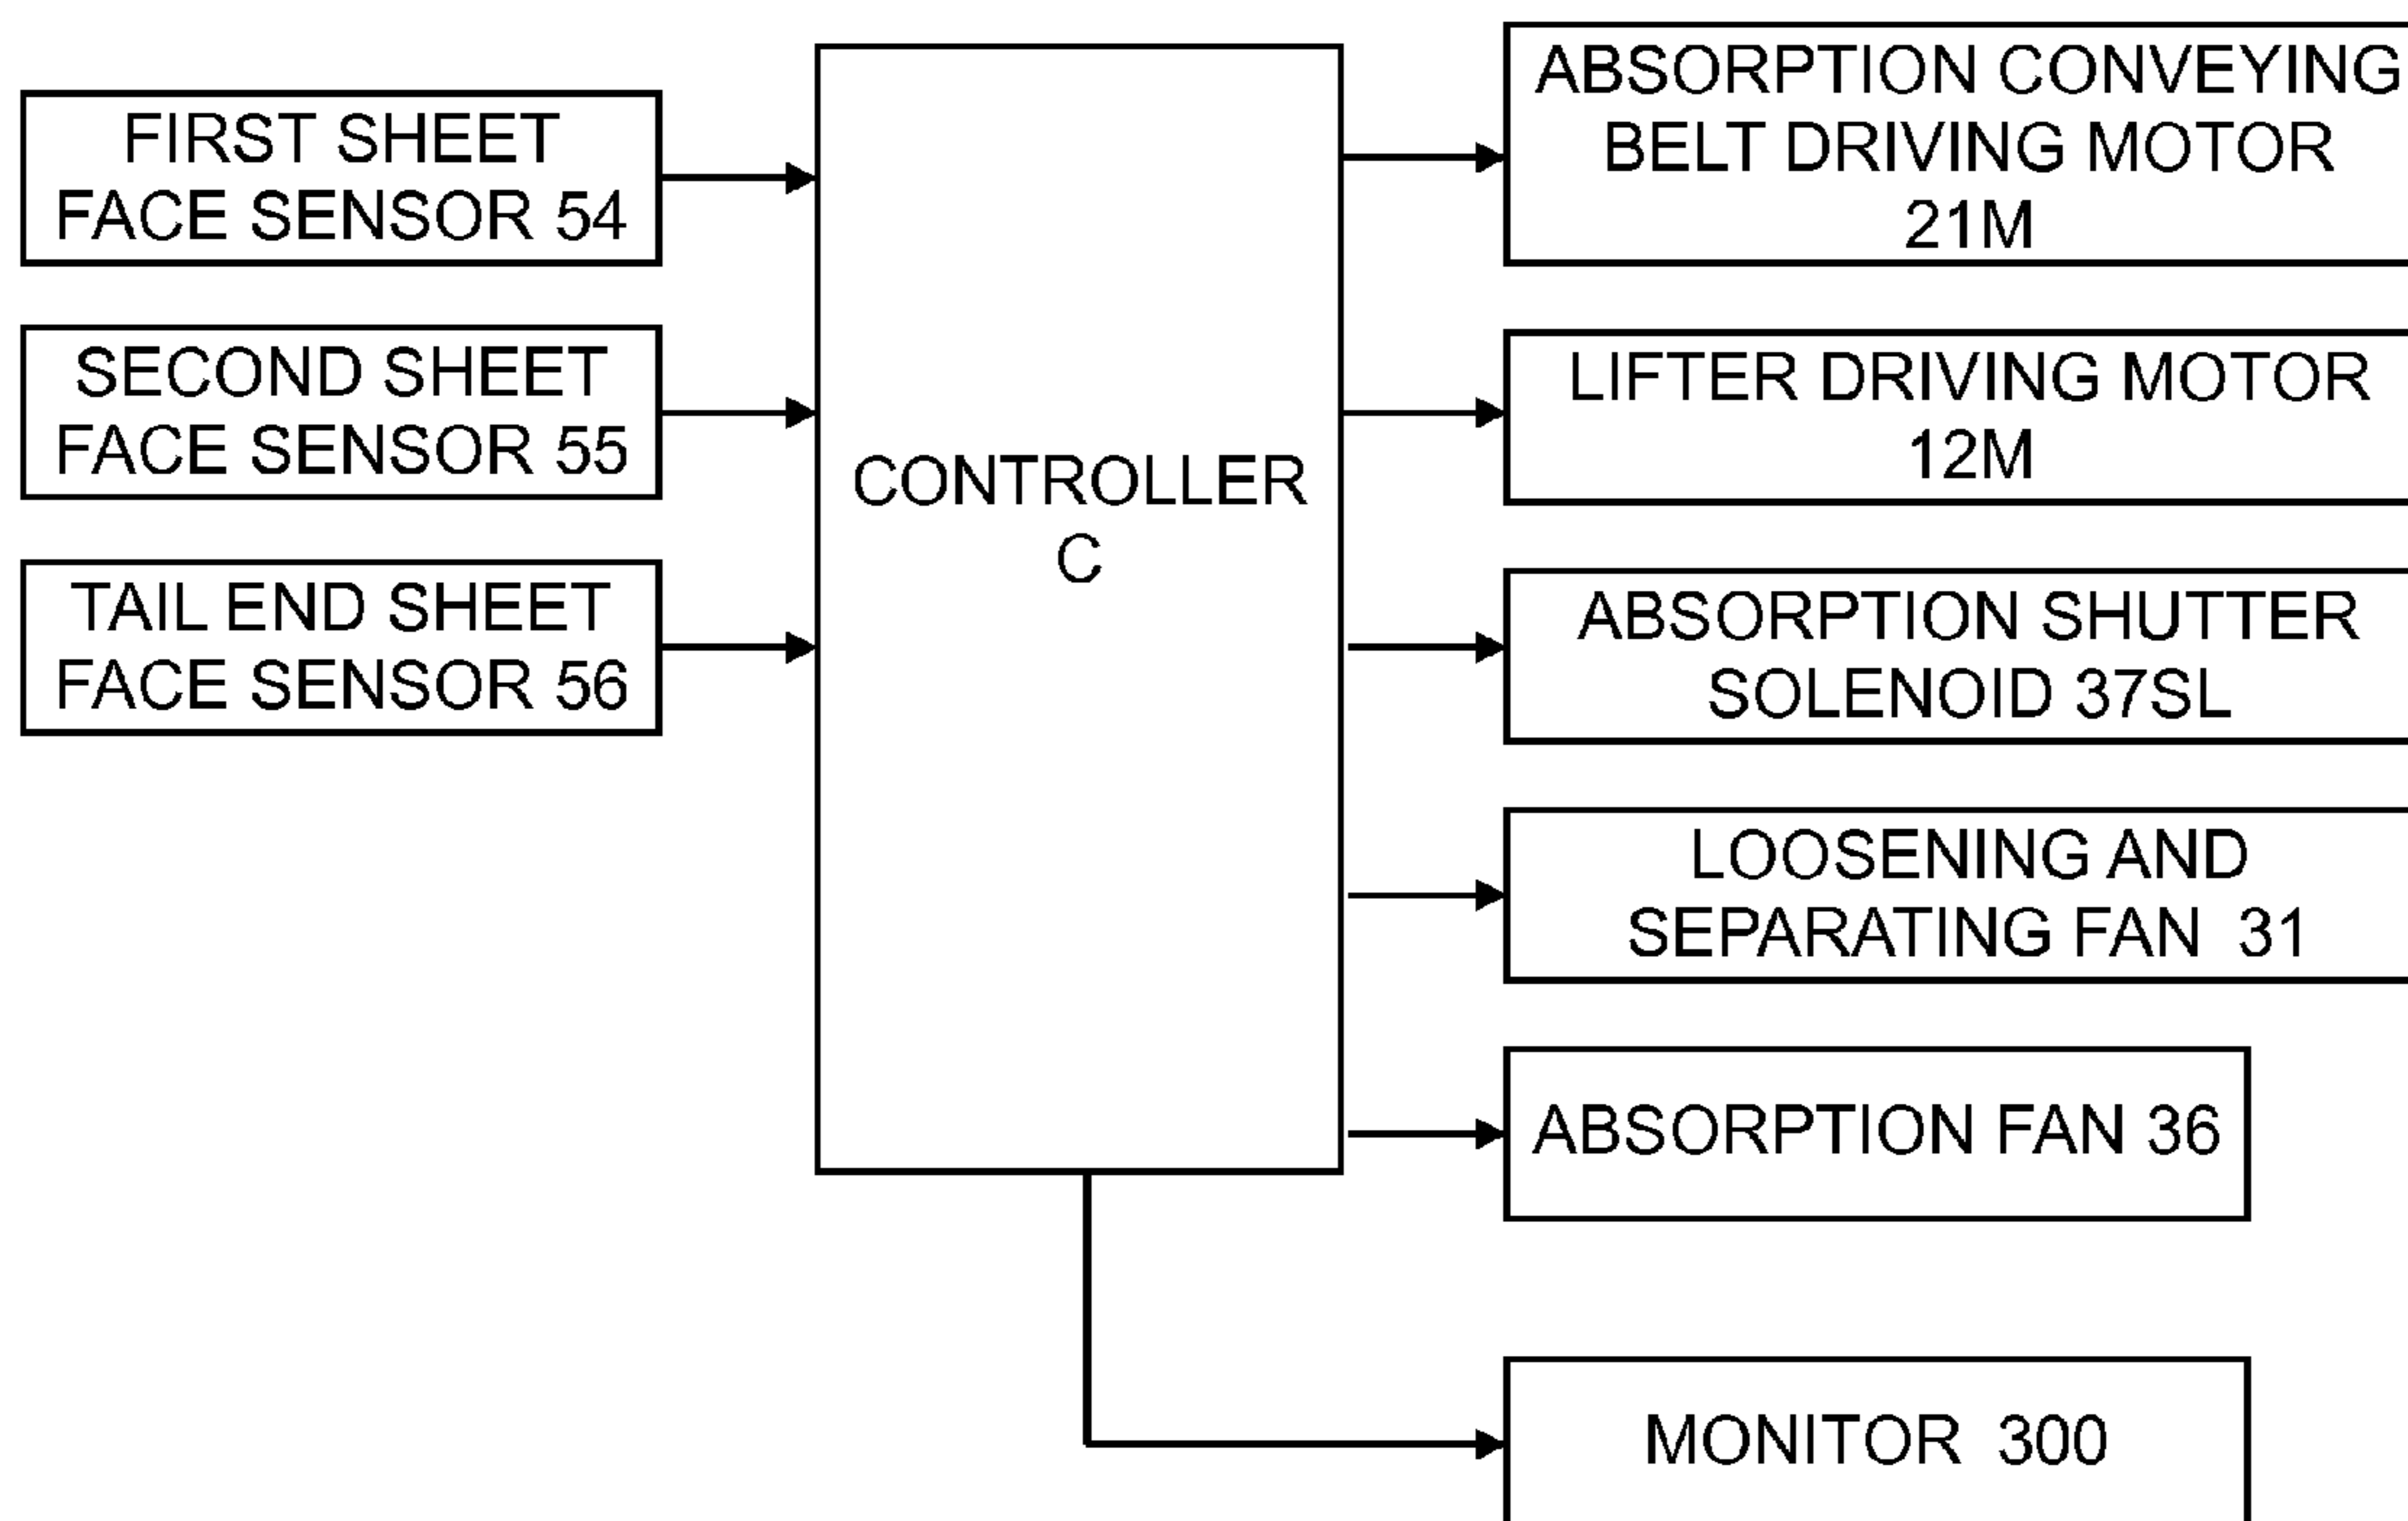 FIRST SHEET
FACE SENSOR 54
SECOND SHEET
FACE SENSOR 55
TAIL END SHEET
FACE SENSOR 56
CONTROLLER
C
ABSORPTION CONVEYING
BELT DRIVING MOTOR
21M
LIFTER DRIVING MOTOR
12M
ABSORPTION SHUTTER
SOLENOID 37SL
LOOSENING AND
SEPARATING FAN 31
ABSORPTION FAN 36
MONITOR 300